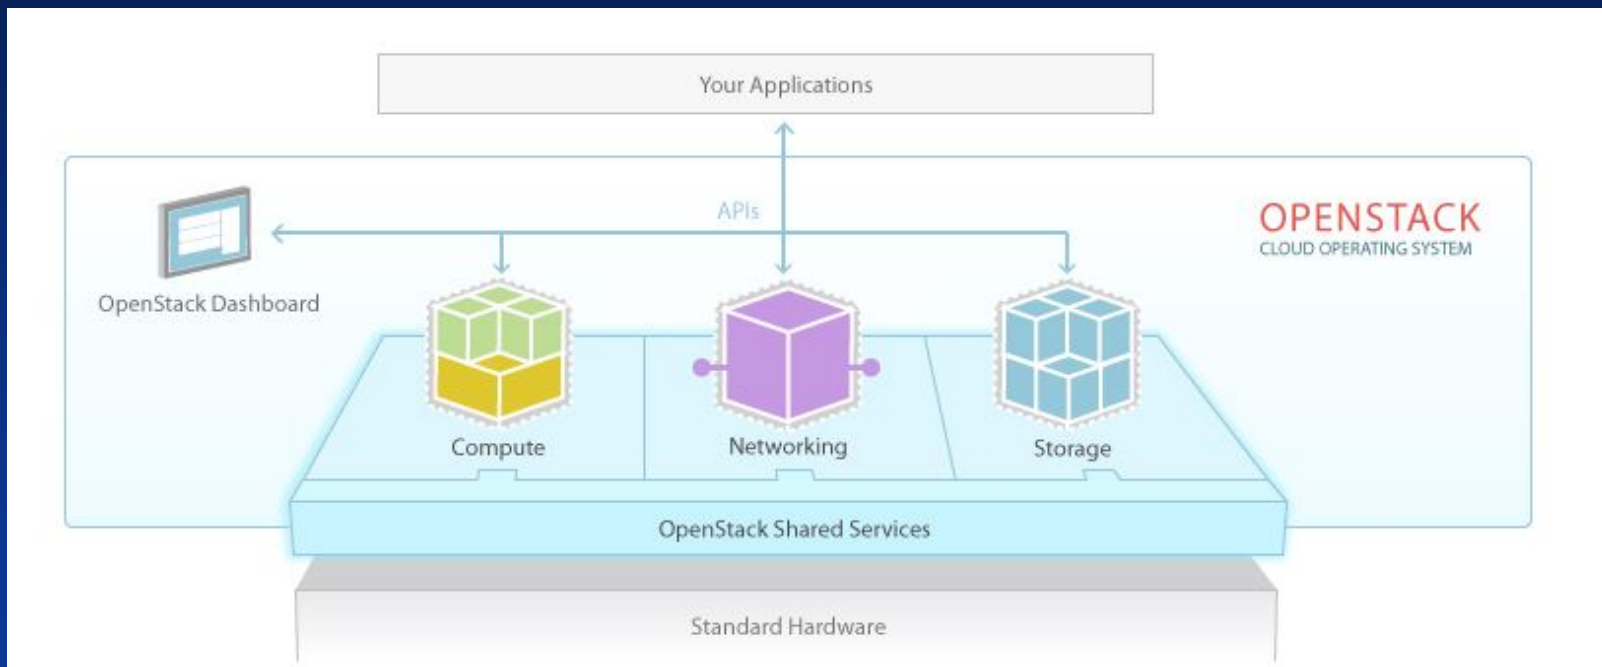 Your Applications
APIs
OPENSTACK
CLOUD OPERATING SYSTEM
OpenStack Dashboard
Compute
Networking
Storage
OpenStack Shared Services
Standard Hardware